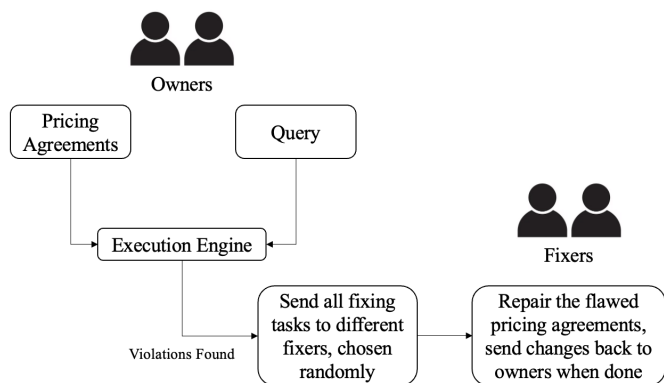 Owners
Pricing
Agreements
Query
Execution Engine
Fixers
Violations Found
Send all fixing
tasks to different
fixers, chosen
randomly
Repair the flawed
pricing agreements,
send changes back to
owners when done